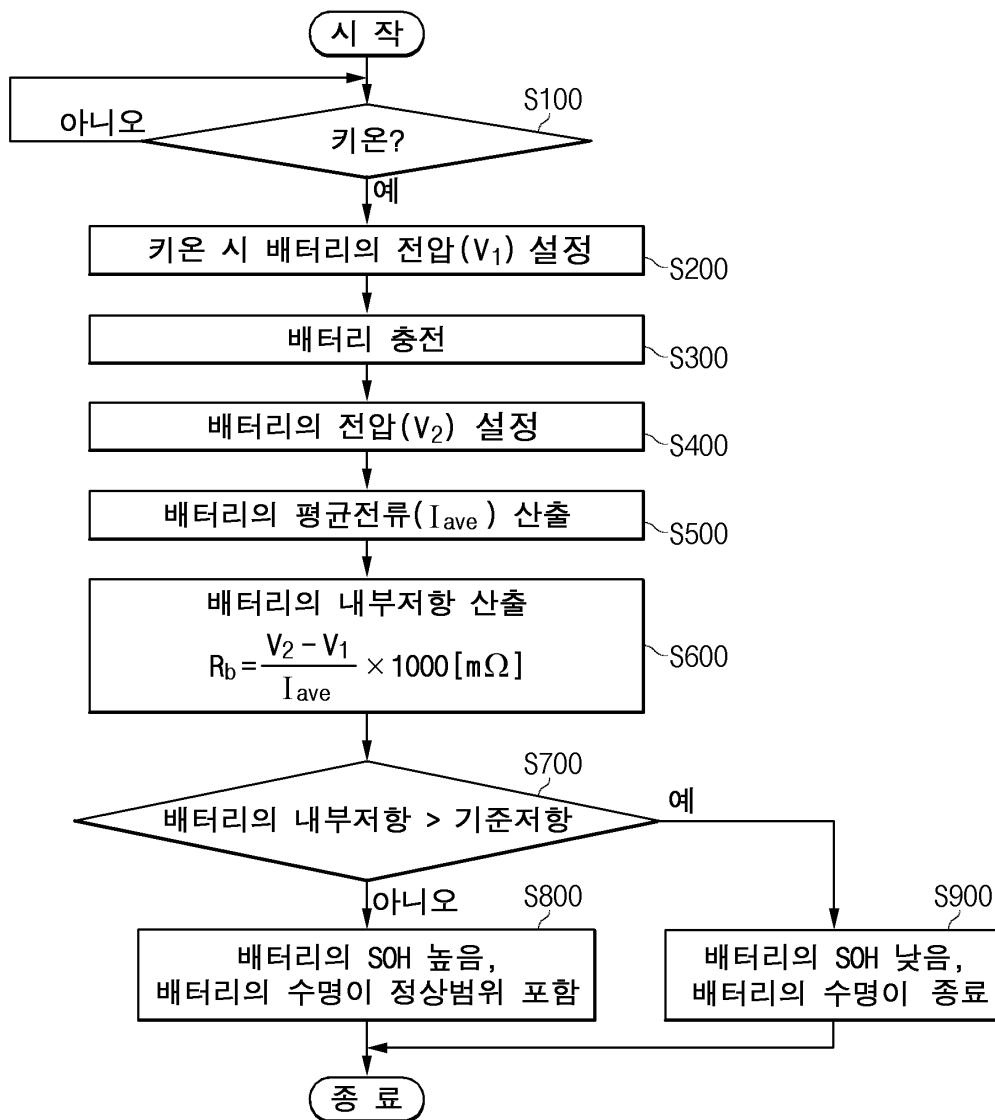 시 작
S100
아니오
키온?
예
키온 시 배터리의 전압(V₁) 설정
S200
배터리 충전
S300
배터리의 전압(V₂) 설정
S400
배터리의 평균전류(Iave) 산출
S500
배터리의 내부저항 산출
Rb = (V₂ − V₁) / Iave × 1000 [mΩ]
S600
S700
배터리의 내부저항 > 기준저항
예
아니오
S800
S900
배터리의 SOH 높음,
배터리의 수명이 정상범위 포함
배터리의 SOH 낮음,
배터리의 수명이 종료
종 료